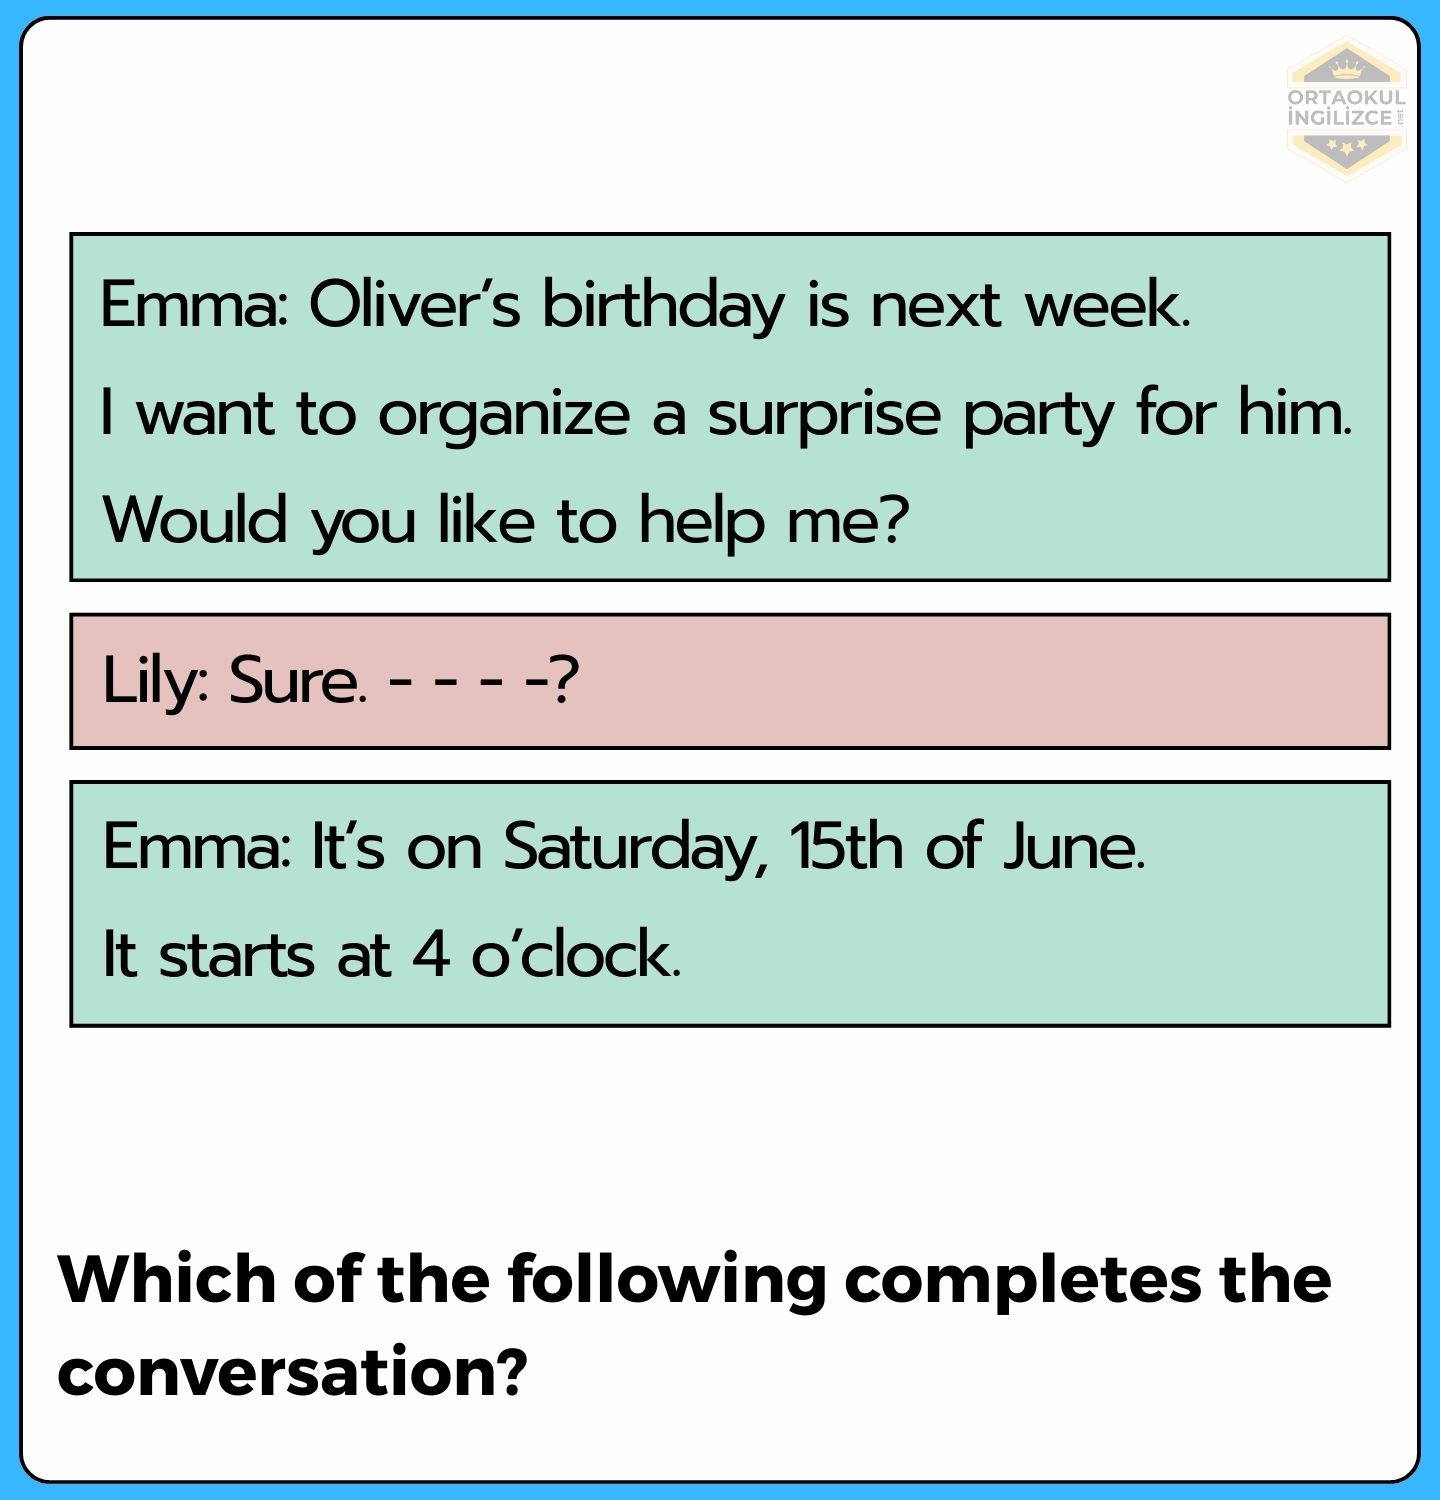 ORTAOKUL
İNGİLİZCE
.net
Emma: Oliver’s birthday is next week.
I want to organize a surprise party for him.
Would you like to help me?
Lily: Sure. - - - -?
Emma: It’s on Saturday, 15th of June.
It starts at 4 o’clock.
Which of the following completes the
conversation?